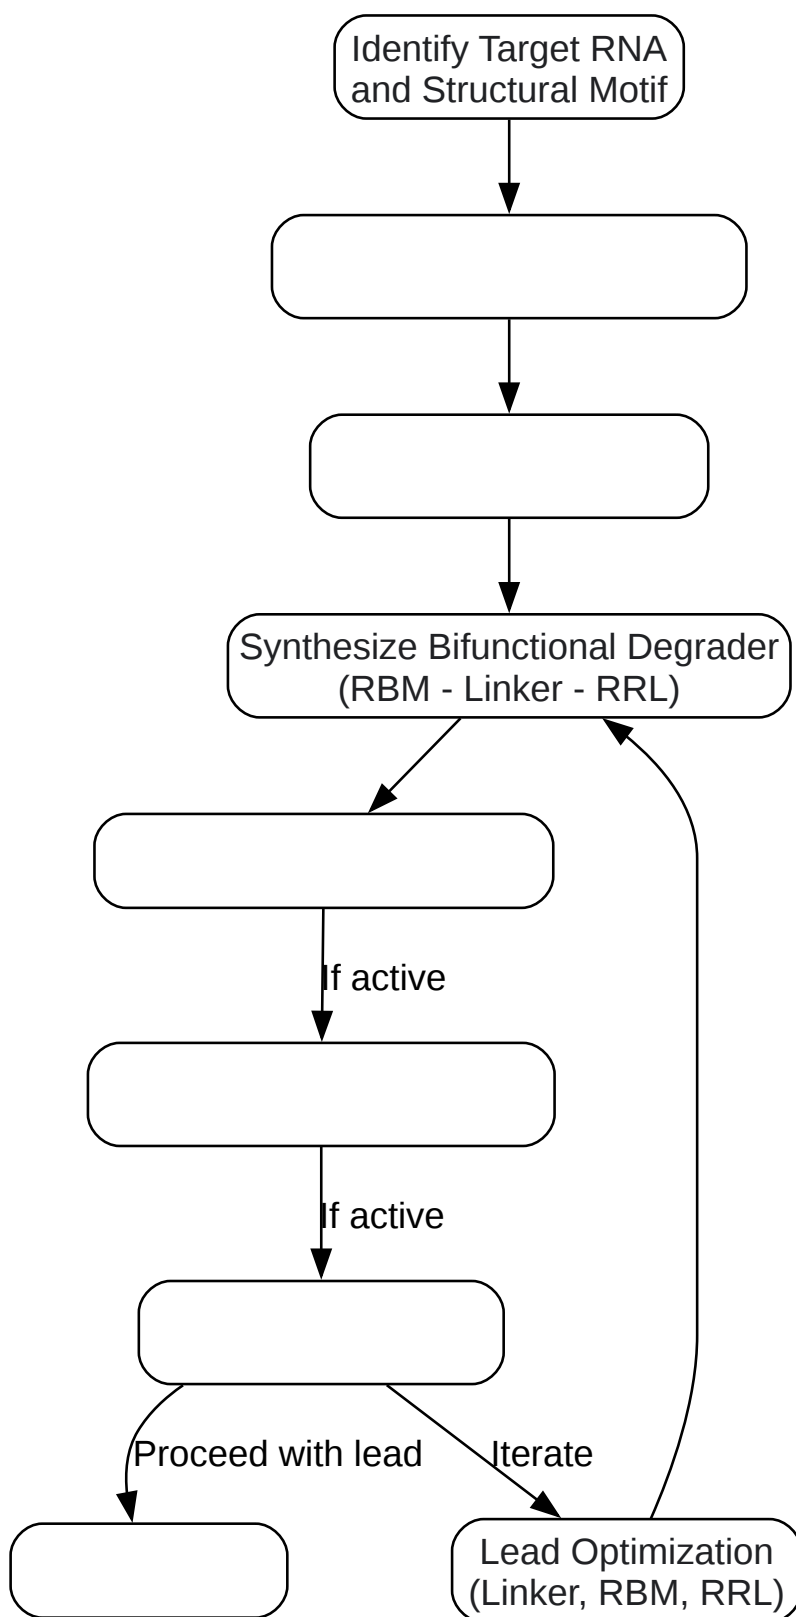 Identify Target RNA
and Structural Motif
Synthesize Bifunctional Degrader
(RBM - Linker - RRL)
If active
If active
Proceed with lead
Iterate
Lead Optimization
(Linker, RBM, RRL)